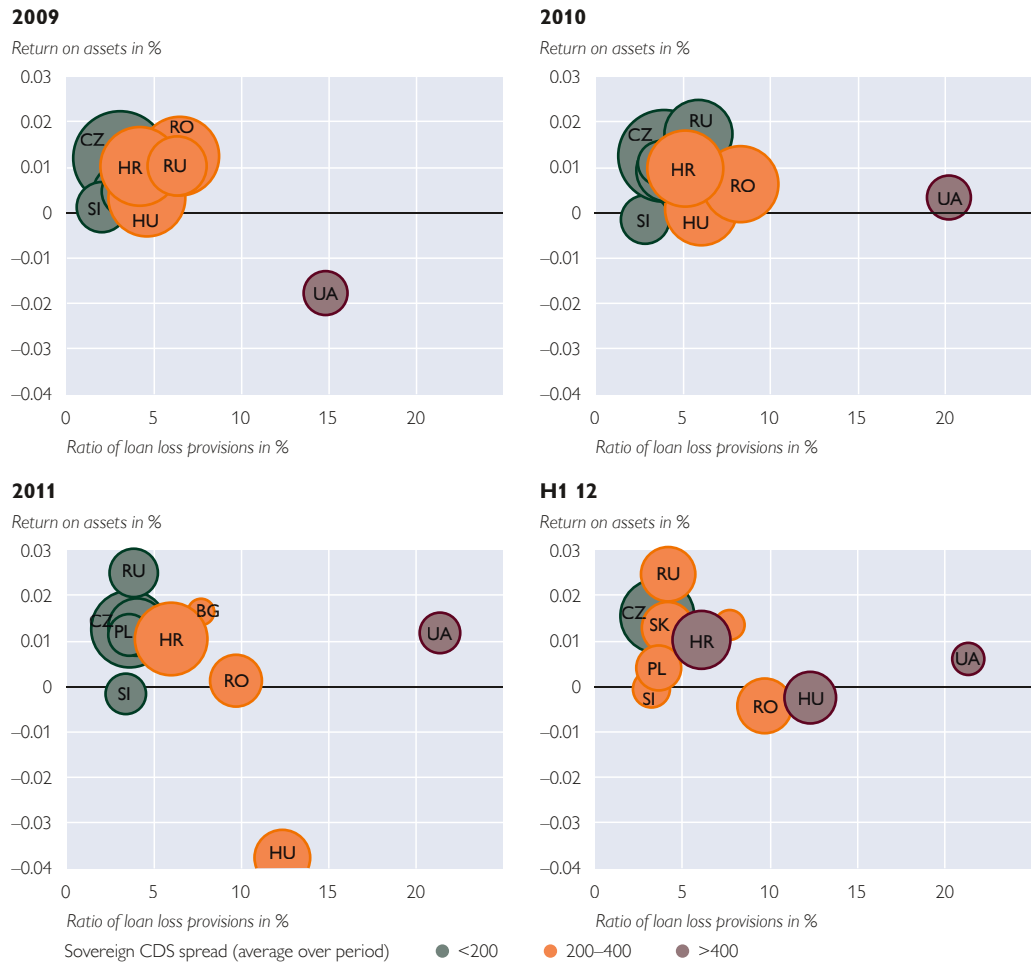 2009
Return on assets in %
0.03
0.02
0.01
0
–0.01
–0.02
–0.03
–0.04
CZ
RO
HR
RU
SI
HU
UA
0 5 10 15 20
Ratio of loan loss provisions in %
2010
Return on assets in %
0.03
0.02
0.01
0
–0.01
–0.02
–0.03
–0.04
RU
CZ
HR
RO
SI
HU
UA
0 5 10 15 20
Ratio of loan loss provisions in %
2011
Return on assets in %
0.03
0.02
0.01
0
–0.01
–0.02
–0.03
–0.04
RU
BG
CZ
PL
HR
UA
RO
SI
HU
0 5 10 15 20
Ratio of loan loss provisions in %
H1 12
Return on assets in %
0.03
0.02
0.01
0
–0.01
–0.02
–0.03
–0.04
RU
CZ
SK
HR
PL
UA
SI
RO
HU
0 5 10 15 20
Ratio of loan loss provisions in %
Sovereign CDS spread (average over period) <200 200–400 >400